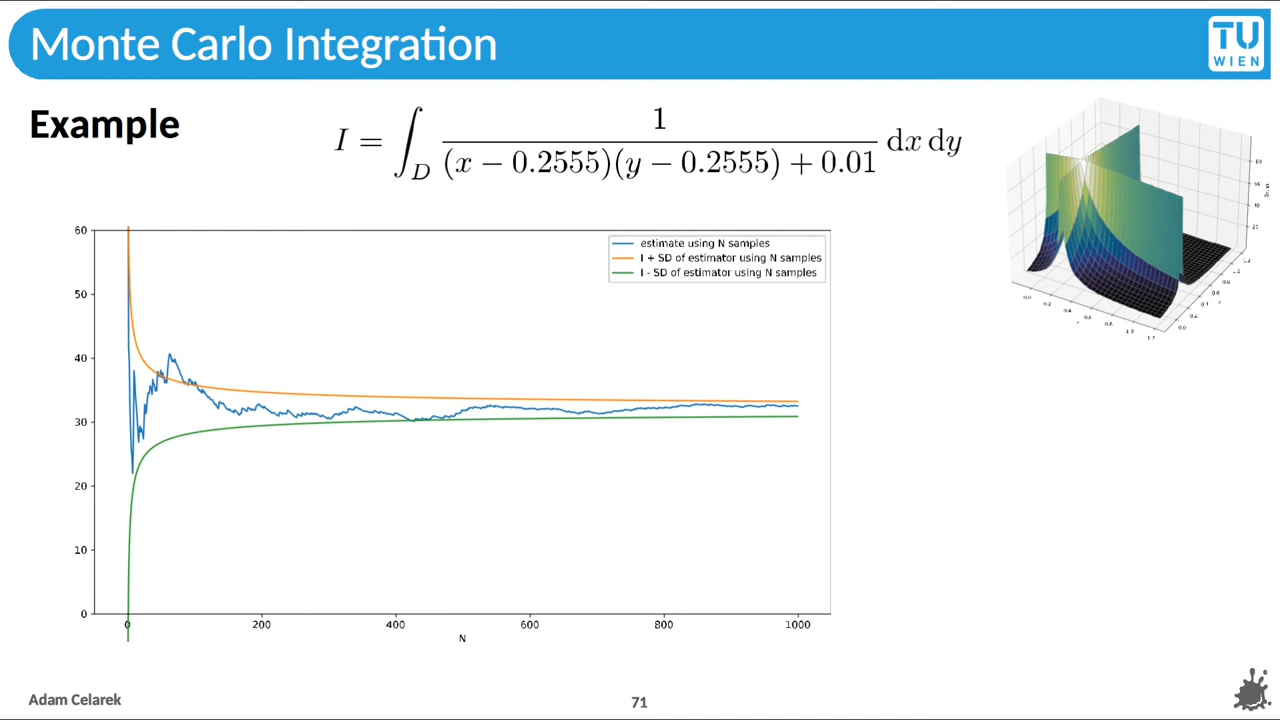 Monte Carlo Integration
TU
WIEN
Example
I = ∫_D 1 / ((x − 0.2555)(y − 0.2555) + 0.01) dx dy
60
50
40
30
20
10
0
estimate using N samples
I + SD of estimator using N samples
I - SD of estimator using N samples
0 200 400 600 800 1000
N
Adam Celarek
71